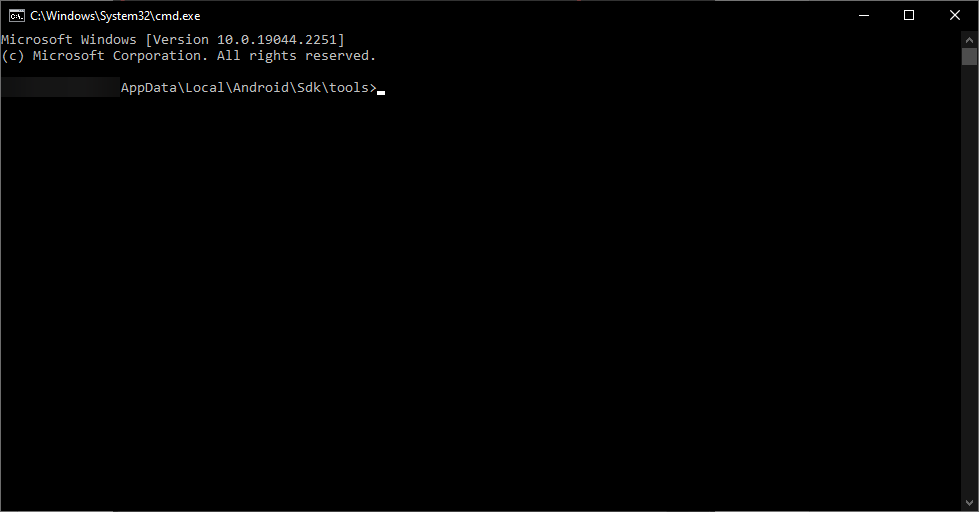 C:\Windows\System32\cmd.exe
Microsoft Windows [Version 10.0.19044.2251]
(c) Microsoft Corporation. All rights reserved.
AppData\Local\Android\Sdk\tools>